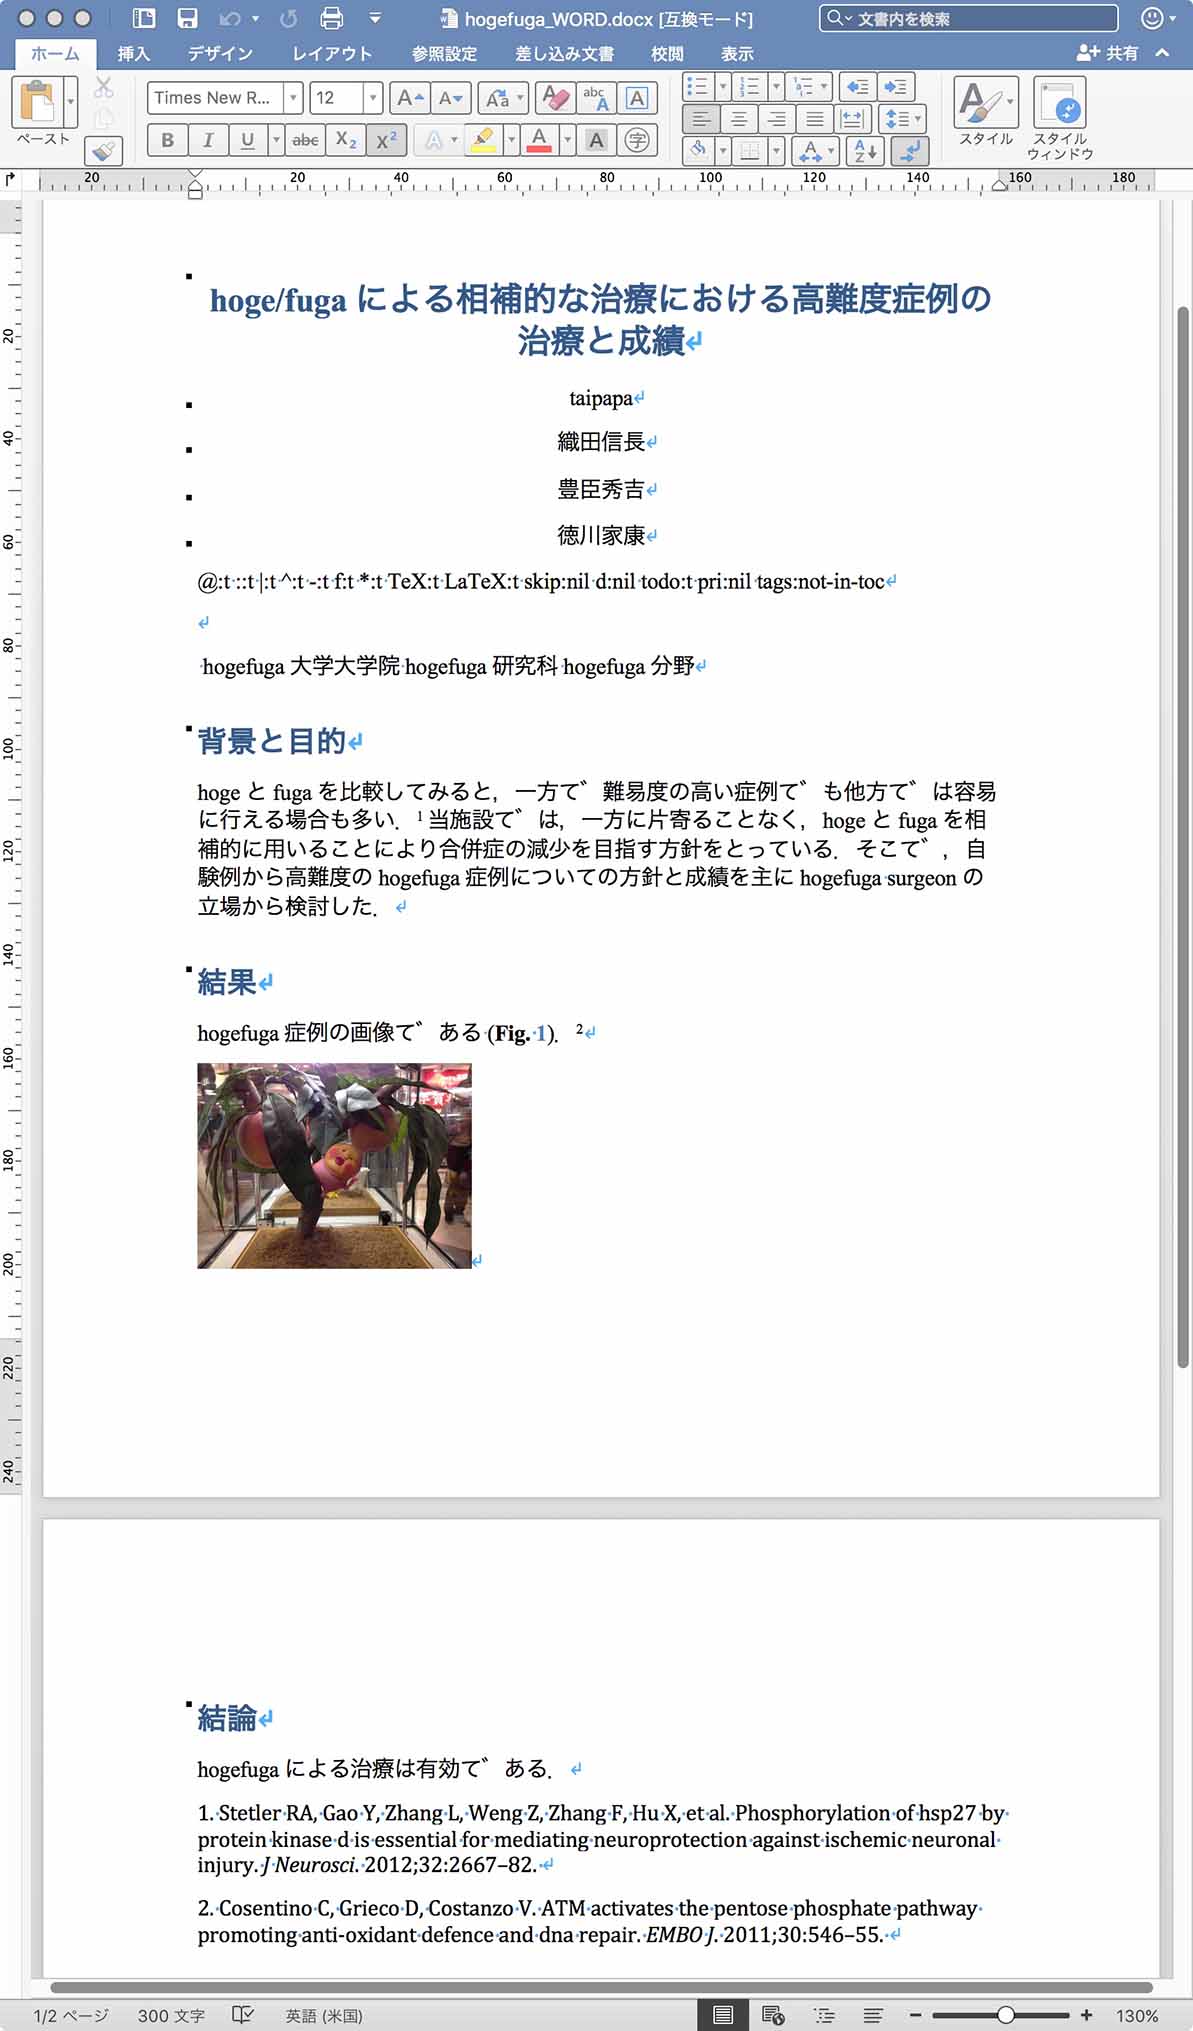 hogefuga_WORD.docx [互換モード]
文書内を検索
ホーム 挿入 デザイン レイアウト 参照設定 差し込み文書 校閲 表示 共有
Times New R... 12
ペースト
スタイル
スタイル
ウィンドウ
20 20 40 60 80 100 120 140 160 180
hoge/fuga による相補的な治療における高難度症例の
治療と成績
taipapa
織田信長
豊臣秀吉
徳川家康
@:t ::t |:t ^:t -:t f:t *:t TeX:t LaTeX:t skip:nil d:nil todo:t pri:nil tags:not-in-toc
hogefuga 大学大学院 hogefuga 研究科 hogefuga 分野
背景と目的
hoge と fuga を比較してみると，一方で゛難易度の高い症例で゛も他方で゛は容易
に行える場合も多い．1 当施設で゛は，一方に片寄ることなく，hoge と fuga を相
補的に用いることにより合併症の減少を目指す方針をとっている．そこで゛，自
験例から高難度の hogefuga 症例についての方針と成績を主に hogefuga surgeon の
立場から検討した．
結果
hogefuga 症例の画像て゛ある (Fig. 1)． 2
結論
hogefuga による治療は有効て゛ある．
1. Stetler RA, Gao Y, Zhang L, Weng Z, Zhang F, Hu X, et al. Phosphorylation of hsp27 by
protein kinase d is essential for mediating neuroprotection against ischemic neuronal
injury. J Neurosci. 2012;32:2667–82.
2. Cosentino C, Grieco D, Costanzo V. ATM activates the pentose phosphate pathway
promoting anti-oxidant defence and dna repair. EMBO J. 2011;30:546–55.
20
40
60
80
100
120
140
160
180
200
220
240
1/2 ページ 300 文字 英語 (米国) 130%